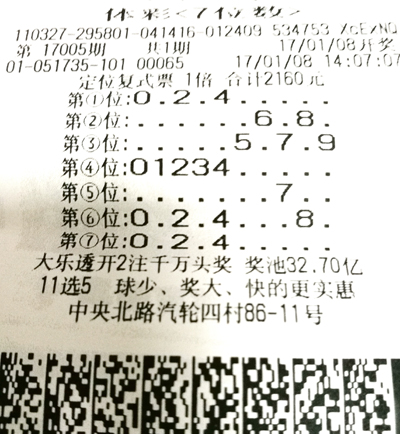 体彩<7位数>
110327-295801-041416-012409 534753 XcExNQ
第 17005期 共1期 17/01/08开奖
01-051735-101 00065 17/01/08 14:07:07
定位复式票 1倍 合计2160元
第①位:0.2.4.....
第②位:......6.8.
第③位:.....5.7.9
第④位:01234.....
第⑤位:.......7..
第⑥位:0.2.4...8.
第⑦位:0.2.4.....
大乐透开2注千万头奖 奖池32.70亿
11选5 球少、奖大、快的更实惠
中央北路汽轮四村86-11号